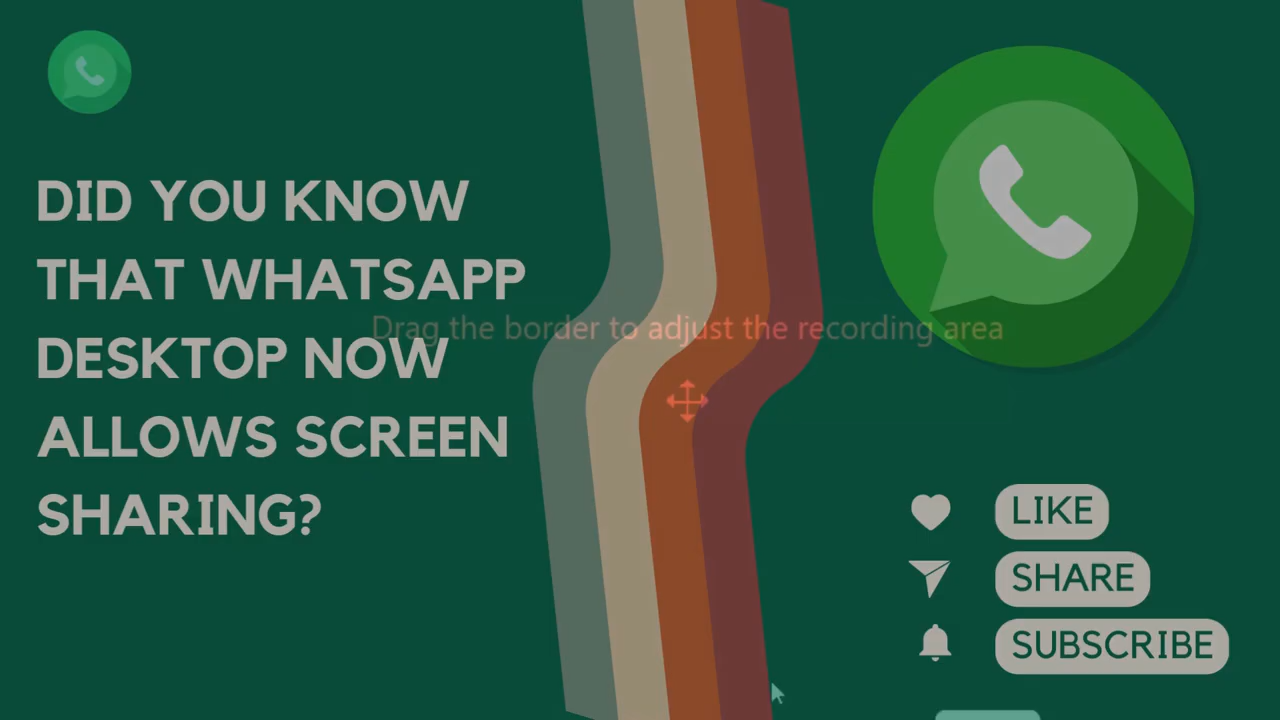 DID YOU KNOW
THAT WHATSAPP
DESKTOP NOW
ALLOWS SCREEN
SHARING?
Drag the border to adjust the recording area
LIKE
SHARE
SUBSCRIBE